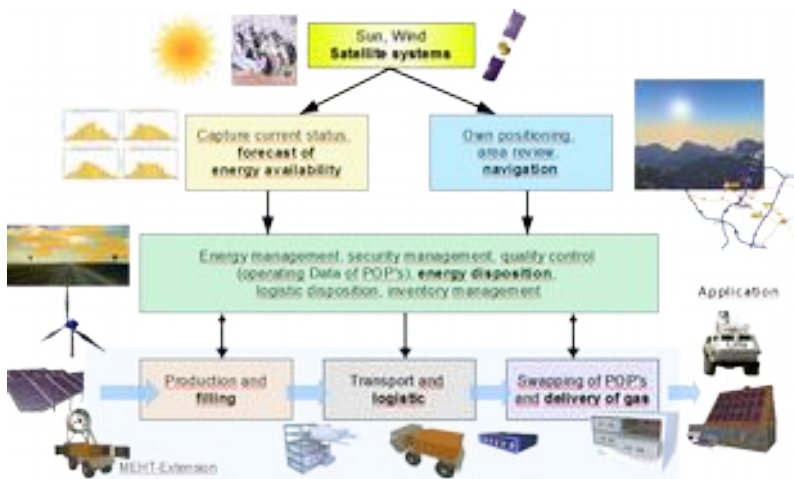 Sun, Wind
Satellite systems
Capture current status,
forecast of
energy availability
Own positioning,
area review,
navigation
Energy management, security management, quality control
(operating Data of POP's), energy disposition,
logistic disposition, inventory management
Application
Production and
filling
Transport and
logistic
Swapping of POP's
and delivery of gas
MEHT-Extension